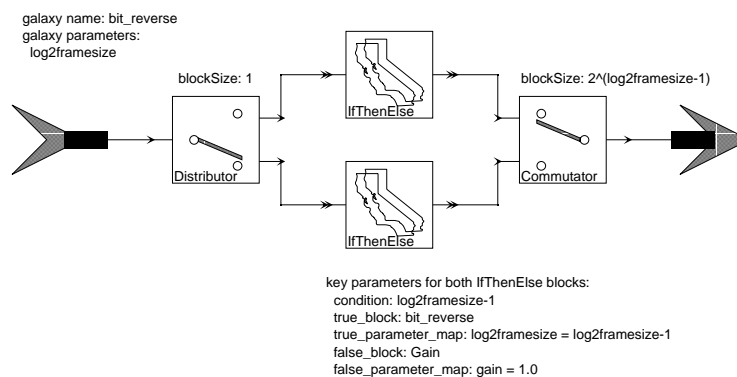 galaxy name: bit_reverse
galaxy parameters:
log2framesize
blockSize: 1
blockSize: 2^(log2framesize-1)
IfThenElse
Distributor
Commutator
IfThenElse
key parameters for both IfThenElse blocks:
condition: log2framesize-1
true_block: bit_reverse
true_parameter_map: log2framesize = log2framesize-1
false_block: Gain
false_parameter_map: gain = 1.0